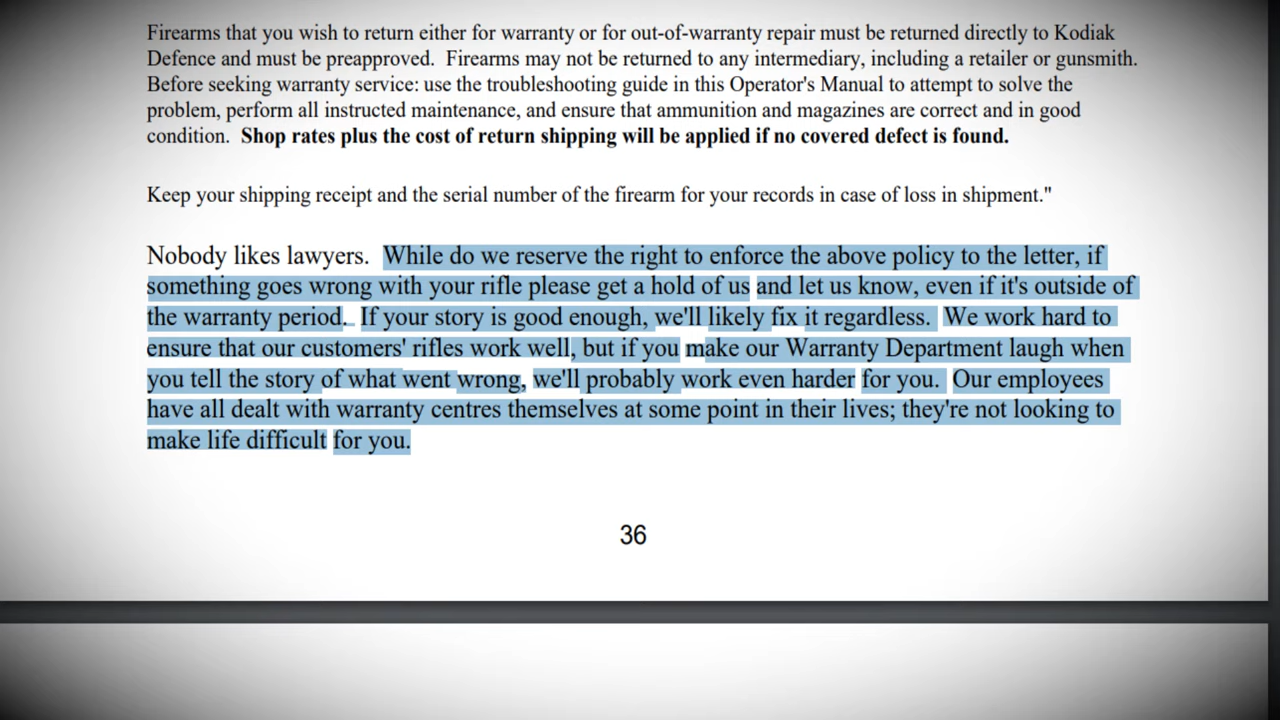 Firearms that you wish to return either for warranty or for out-of-warranty repair must be returned directly to Kodiak
Defence and must be preapproved.  Firearms may not be returned to any intermediary, including a retailer or gunsmith.
Before seeking warranty service: use the troubleshooting guide in this Operator's Manual to attempt to solve the
problem, perform all instructed maintenance, and ensure that ammunition and magazines are correct and in good
condition.  Shop rates plus the cost of return shipping will be applied if no covered defect is found.
Keep your shipping receipt and the serial number of the firearm for your records in case of loss in shipment."
Nobody likes lawyers.  While do we reserve the right to enforce the above policy to the letter, if
something goes wrong with your rifle please get a hold of us and let us know, even if it's outside of
the warranty period.  If your story is good enough, we'll likely fix it regardless.  We work hard to
ensure that our customers' rifles work well, but if you make our Warranty Department laugh when
you tell the story of what went wrong, we'll probably work even harder for you.  Our employees
have all dealt with warranty centres themselves at some point in their lives; they're not looking to
make life difficult for you.
36